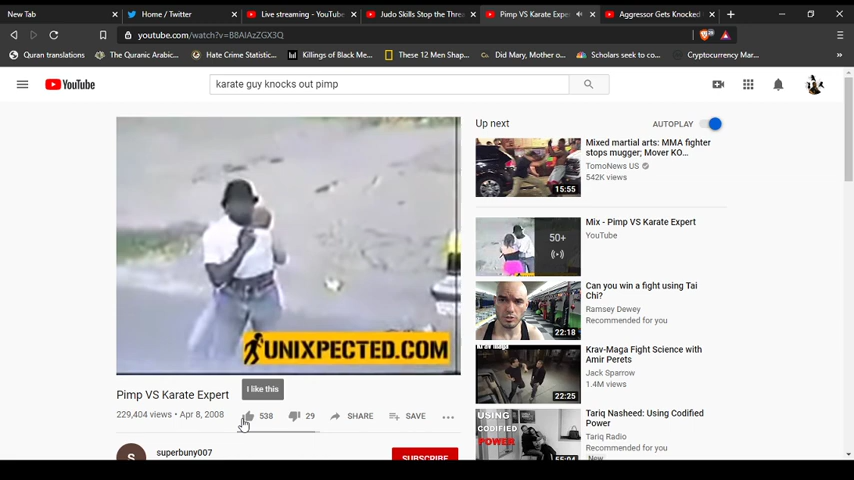 New Tab
Home / Twitter
Live streaming - YouTube
Judo Skills Stop the Threa
Pimp VS Karate Exper
Aggressor Gets Knocked
youtube.com/watch?v=B8AIAzZGX3Q
Quran translations
The Quranic Arabic...
Hate Crime Statistic...
Killings of Black Me...
These 12 Men Shap...
Did Mary, Mother o...
Scholars seek to co...
Cryptocurrency Mar...
YouTube
karate guy knocks out pimp
UNIXPECTED.COM
Pimp VS Karate Expert
I like this
229,404 views • Apr 8, 2008
538
29
SHARE
SAVE
S
superbuny007
SUBSCRIBE
Up next
AUTOPLAY
15:55
Mixed martial arts: MMA fighter
stops mugger; Mover KO...
TomoNews US
542K views
50+
Mix - Pimp VS Karate Expert
YouTube
22:18
Can you win a fight using Tai
Chi?
Ramsey Dewey
Recommended for you
22:25
Krav-Maga Fight Science with
Amir Perets
Jack Sparrow
1.4M views
USING
CODIFIED
POWER
55:04
Tariq Nasheed: Using Codified
Power
Tariq Radio
Recommended for you
New